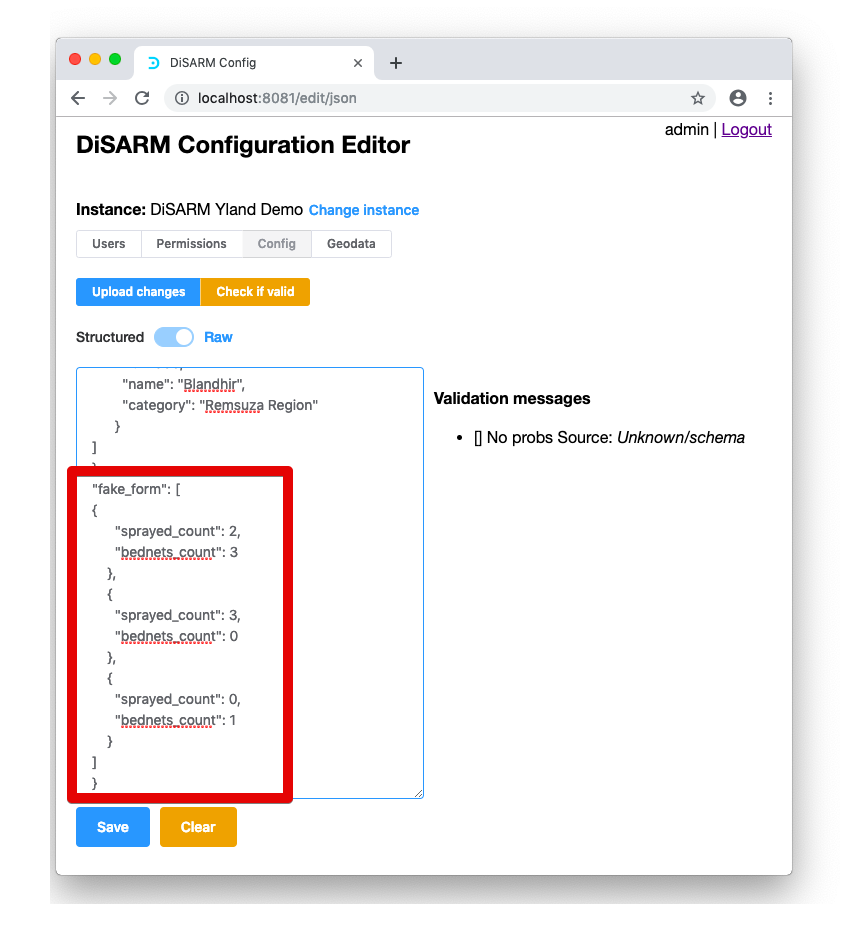 DiSARM Config
localhost:8081/edit/json
admin | Logout
DiSARM Configuration Editor
Instance: DiSARM Yland Demo Change instance
Users Permissions Config Geodata
Upload changes Check if valid
Structured Raw
"name": "Blandhir",
"category": "Remsuza Region"
}
]
"fake_form": [
{
"sprayed_count": 2,
"bednets_count": 3
},
{
"sprayed_count": 3,
"bednets_count": 0
},
{
"sprayed_count": 0,
"bednets_count": 1
}
]
}
Validation messages
• [] No probs Source: Unknown/schema
Save Clear